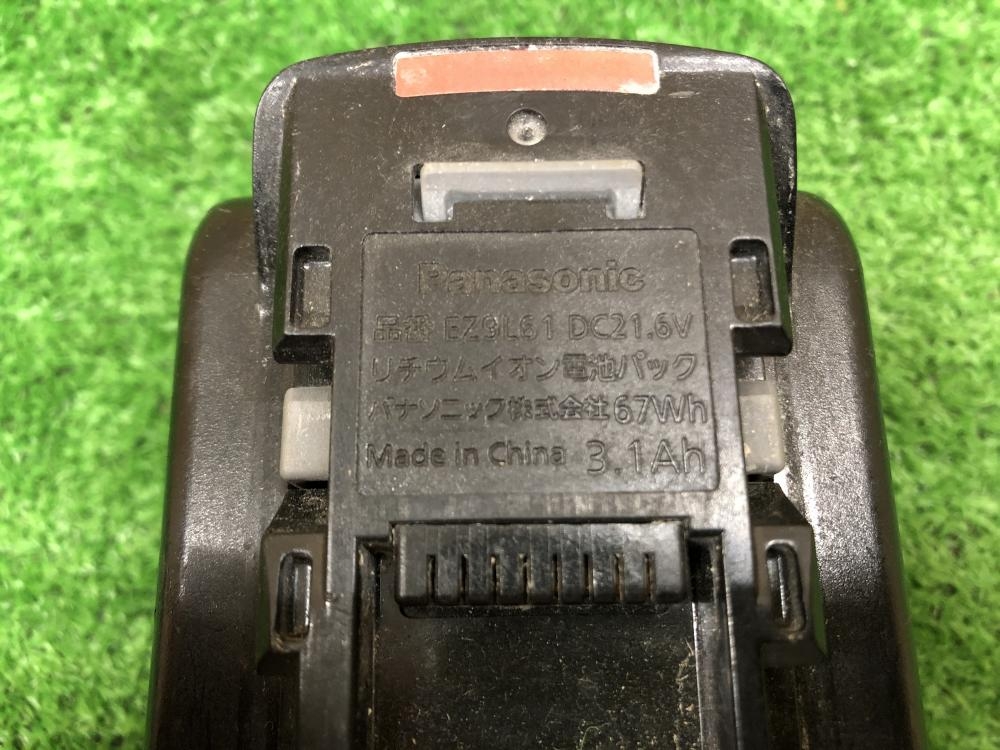 Panasonic
品番 EZ9L61 DC21.6V
リチウムイオン電池パック
パナソニック株式会社 67Wh
Made in China 3.1Ah